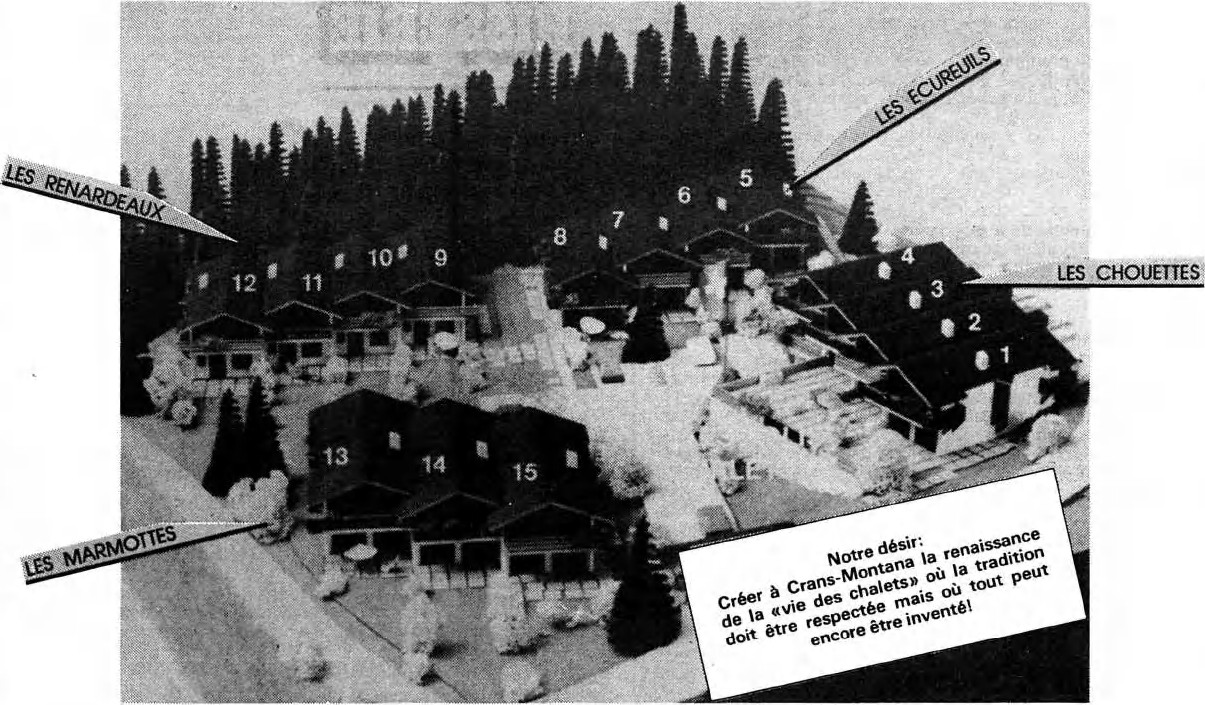 LES ECUREUILS
LES RENARDEAUX
5
6
7
8
4
LES CHOUETTES
12
11
10
9
3
2
1
13
14
15
LES MARMOTTES
Notre désir:
Créer à Crans-Montana la renaissance
de la «vie des chalets» où la tradition
doit être respectée mais où tout peut
encore être inventé!